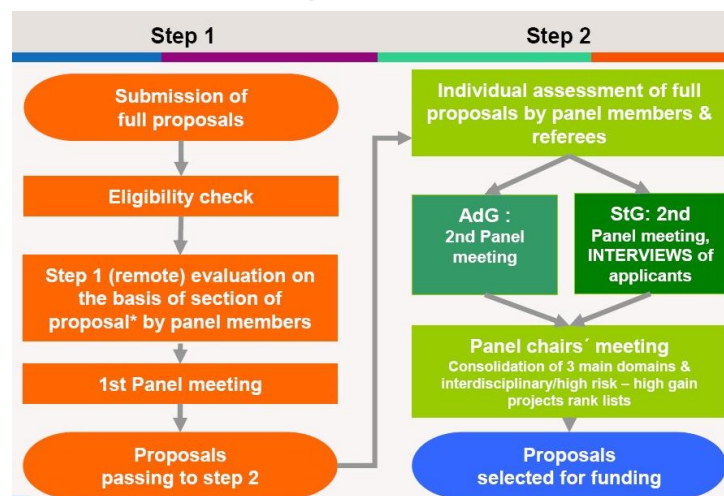 Step 1
Submission of
full proposals
Eligibility check
Step 1 (remote) evaluation on
the basis of section of
proposal* by panel members
1st Panel meeting
Proposals
passing to step 2
Step 2
Individual assessment of full
proposals by panel members &
referees
AdG :
2nd Panel
meeting
StG: 2nd
Panel meeting,
INTERVIEWS of
applicants
Panel chairs´ meeting
Consolidation of 3 main domains &
interdisciplinary/high risk – high gain
projects rank lists
Proposals
selected for funding